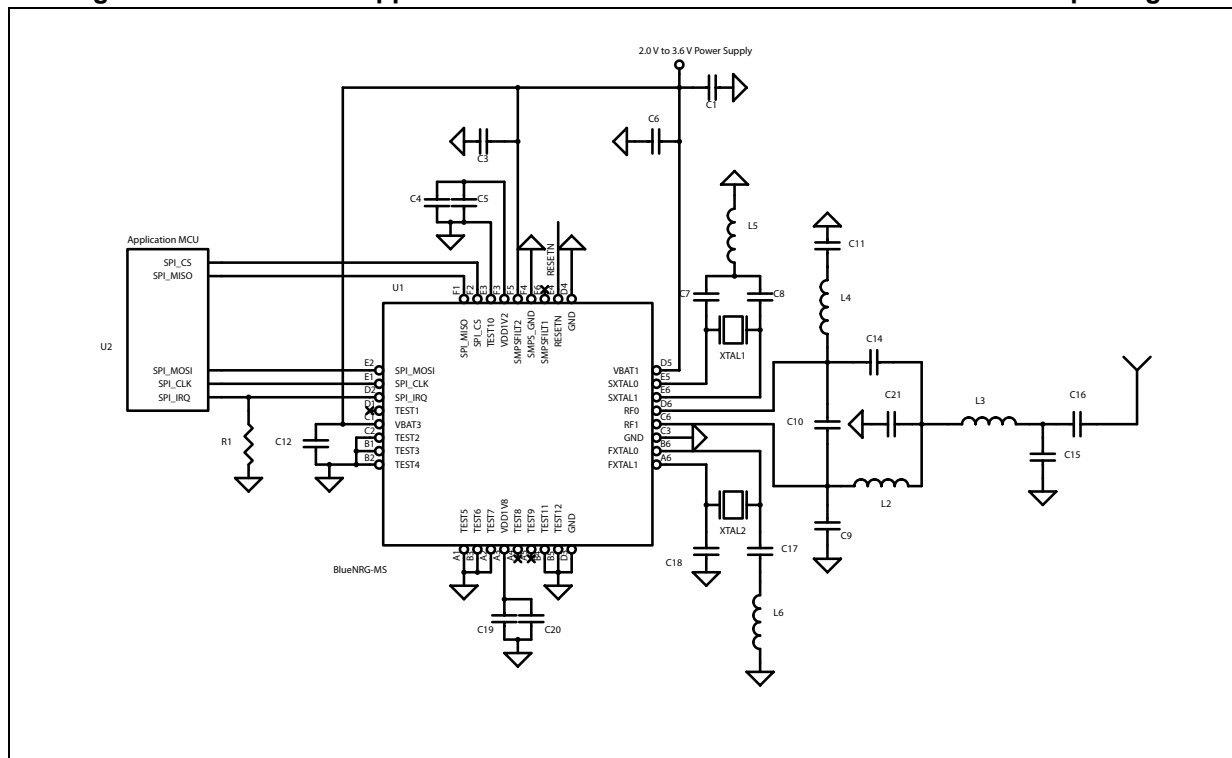 2.0 V to 3.6 V Power Supply
C1
C6
C3
C4
C5
L5
C11
Application MCU
SPI_CS
SPI_MISO
RESETN
U1
C7
C8
L4
F1
F2
E3
F3
F5
F4
E4
D4
SPI_MISO
SPI_CS
TEST10
VDD1V2
SMPSFILT2
SMPS_GND
SMPSFILT1
RESETN
GND
XTAL1
C14
U2
SPI_MOSI
SPI_CLK
SPI_IRQ
E2
E1
D2
D1
C1
C2
B1
B2
SPI_MOSI
SPI_CLK
SPI_IRQ
TEST1
VBAT3
TEST2
TEST3
TEST4
VBAT1
SXTAL0
SXTAL1
RF0
RF1
GND
FXTAL0
FXTAL1
D5
E5
E6
D6
C6
C3
B6
A6
R1
C12
C10
C21
L3
C16
C15
L2
XTAL2
C9
TEST5
TEST6
TEST7
VDD1V8
TEST8
TEST9
TEST11
TEST12
GND
A1
C18
C17
BlueNRG-MS
C19
C20
L6